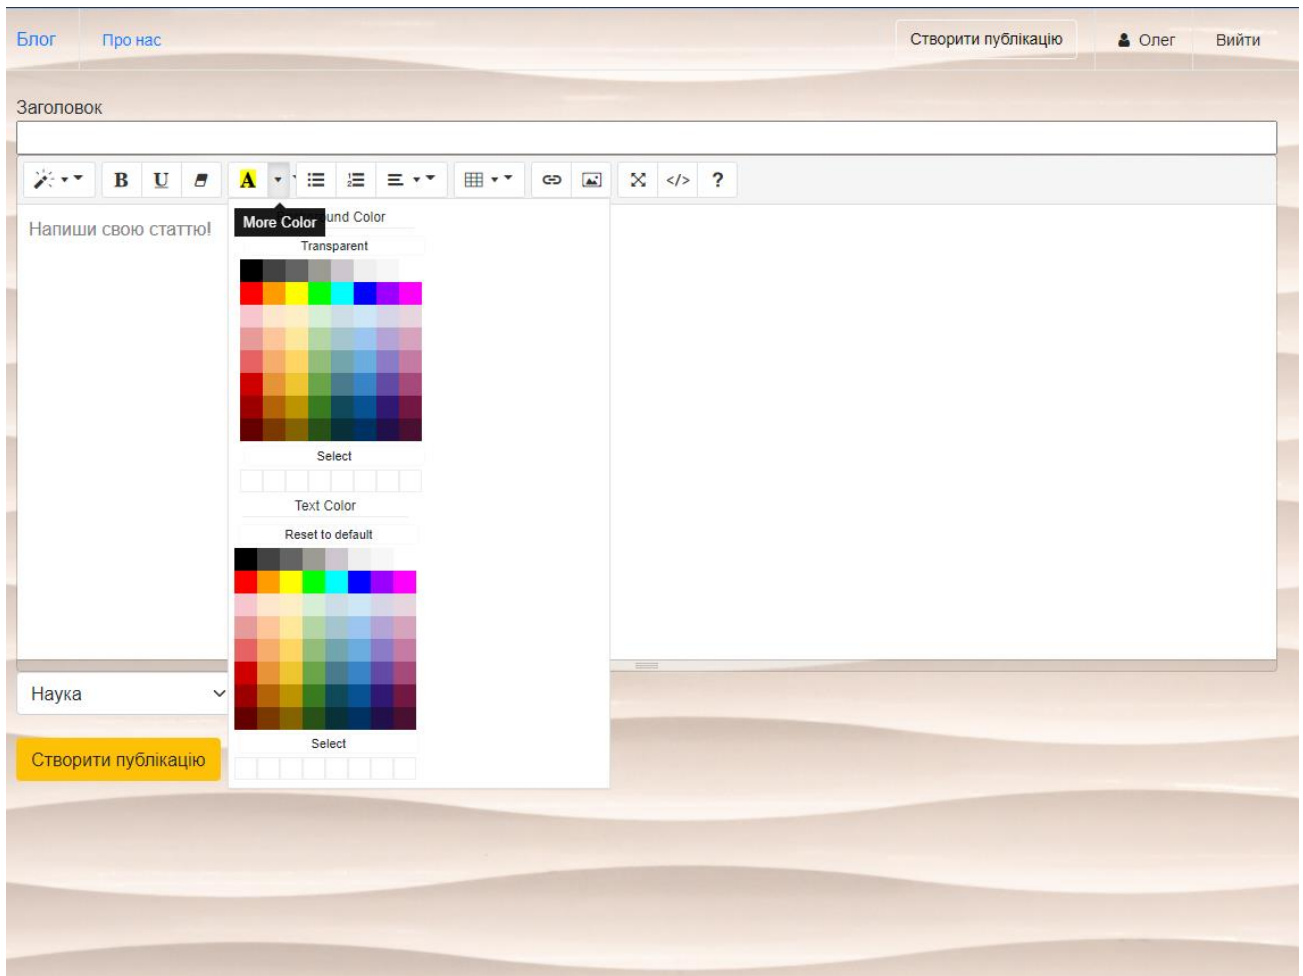 Блог Про нас Створити публікацію Олег Вийти
Заголовок
B U A </> ?
Напиши свою статтю!
More Color
und Color
Transparent
Select
Text Color
Reset to default
Select
Наука
Створити публікацію